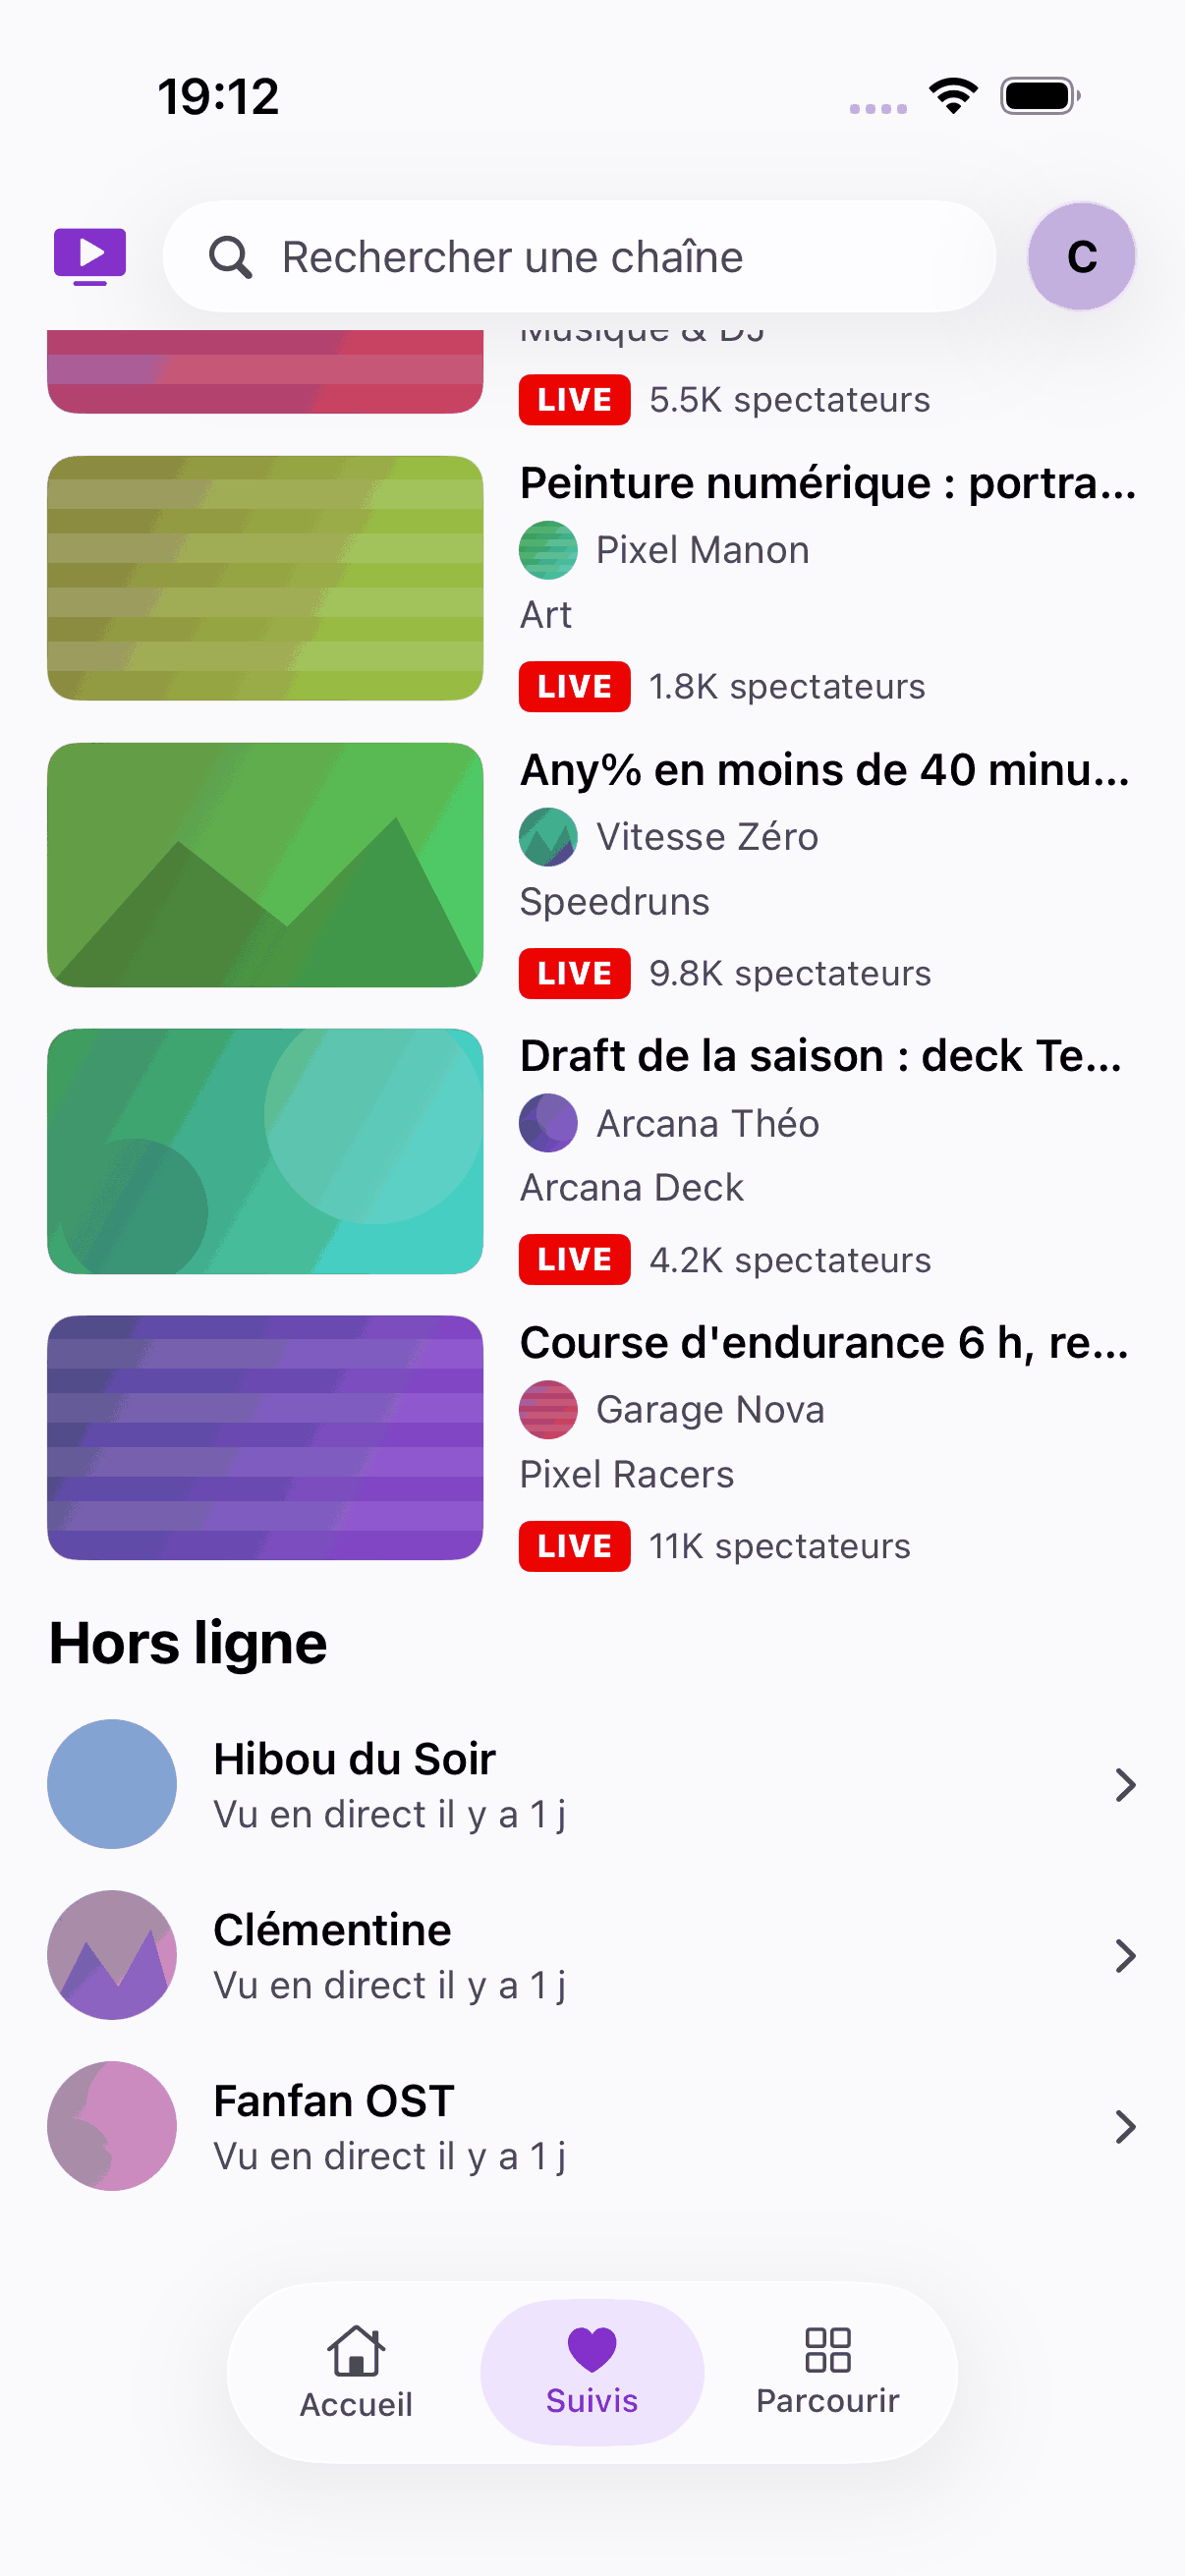 19:12
Rechercher une chaîne
C
Musique & DJ
LIVE 5.5K spectateurs
Peinture numérique : portra...
Pixel Manon
Art
LIVE 1.8K spectateurs
Any% en moins de 40 minu...
Vitesse Zéro
Speedruns
LIVE 9.8K spectateurs
Draft de la saison : deck Te...
Arcana Théo
Arcana Deck
LIVE 4.2K spectateurs
Course d'endurance 6 h, re...
Garage Nova
Pixel Racers
LIVE 11K spectateurs
Hors ligne
Hibou du Soir
Vu en direct il y a 1 j
Clémentine
Vu en direct il y a 1 j
Fanfan OST
Vu en direct il y a 1 j
Accueil
Suivis
Parcourir